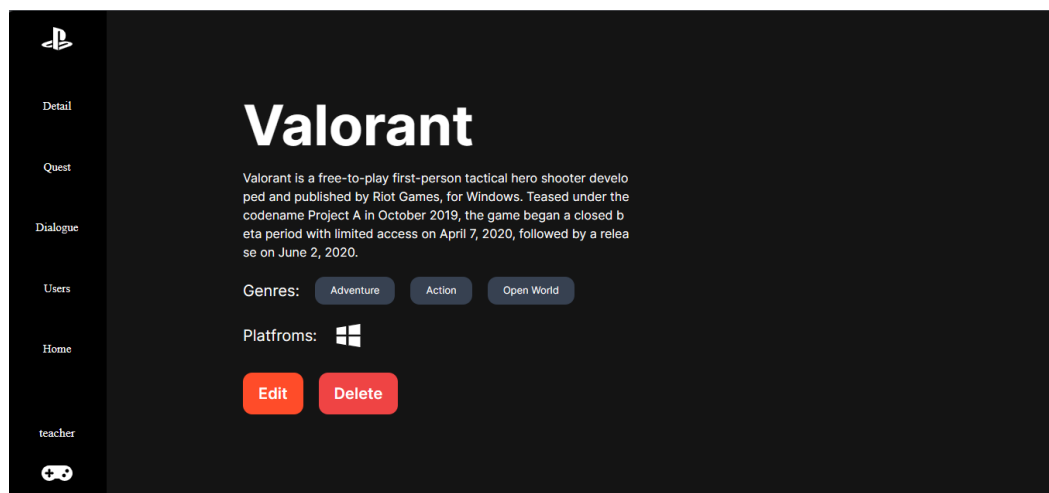 Detail
Quest
Dialogue
Users
Home
teacher
Valorant
Valorant is a free-to-play first-person tactical hero shooter develo
ped and published by Riot Games, for Windows. Teased under the
codename Project A in October 2019, the game began a closed b
eta period with limited access on April 7, 2020, followed by a relea
se on June 2, 2020.
Genres: Adventure Action Open World
Platfroms:
Edit Delete